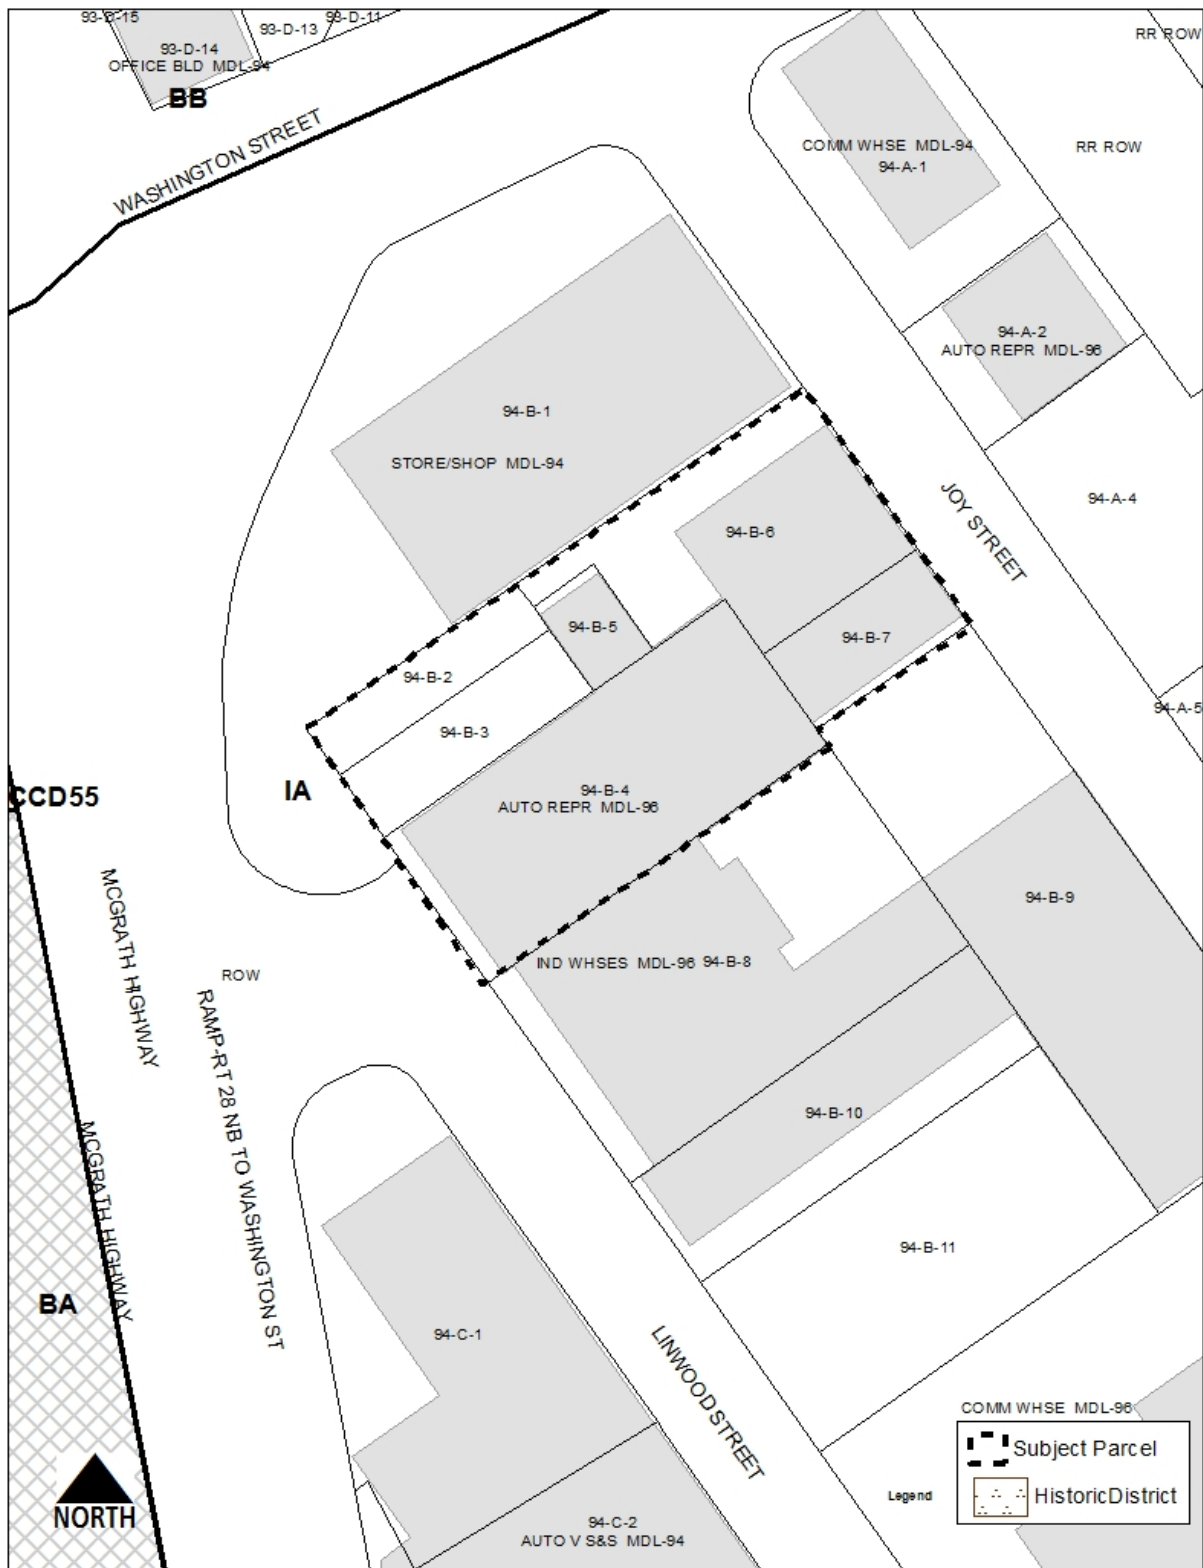 93-D-15
93-D-11
93-D-13
RR ROW
93-D-14
OFFICE BLD MDL-94
BB
WASHINGTON STREET
COMM WHSE MDL-94
94-A-1
RR ROW
94-A-2
AUTO REPR MDL-96
94-B-1
STORE/SHOP MDL-94
94-A-4
JOY STREET
94-B-6
94-B-5
94-B-7
94-B-2
94-B-3
94-A-5
IA
CCD55
94-B-4
AUTO REPR MDL-96
94-B-9
MCGRATH HIGHWAY
IND WHSES MDL-96 94-B-8
ROW
RAMP-RT 28 NB TO WASHINGTON ST
94-B-10
MCGRATH HIGHWAY
94-B-11
BA
94-C-1
LINWOOD STREET
COMM WHSE MDL-96
Subject Parcel
Legend
HistoricDistrict
NORTH
94-C-2
AUTO V S&S MDL-94